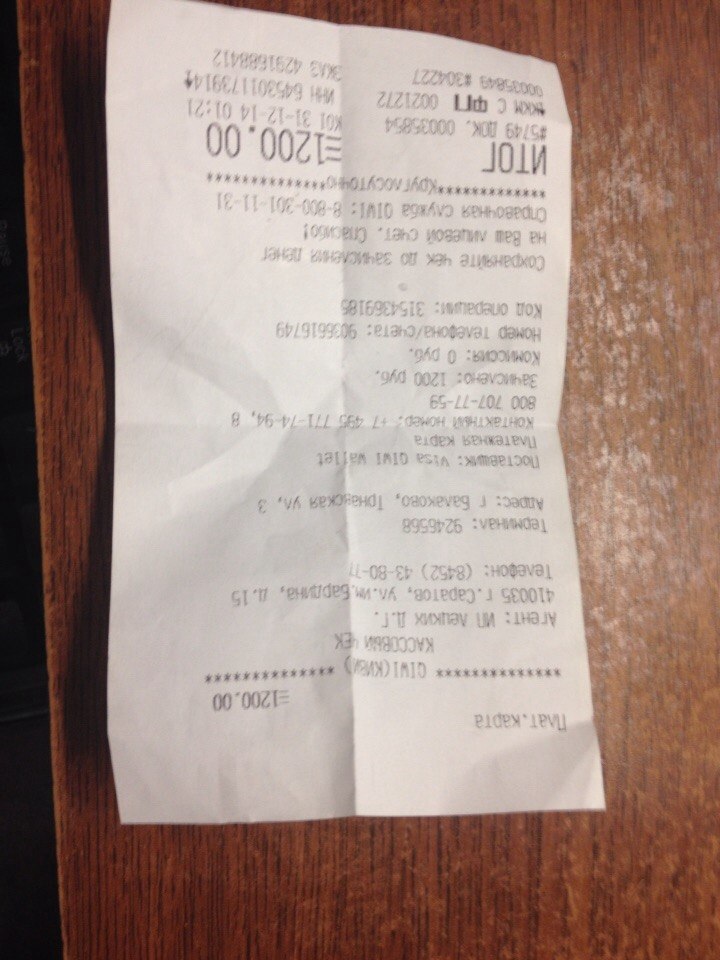 Плат.карта
≡1200.00
************ QIWI(КИВИ) *************
КАССОВЫЙ ЧЕК
Агент: ИП Лецких Д.Г.
410035 г.Саратов, ул.им.Бардина, д.15
Телефон: (8452) 43-80-77
Терминал: 9246568
Адрес: г Балаково, Трнавская ул, 3
Поставщик: Visa QIWI Wallet
Платежная карта
Контактный номер: +7 495 771-74-94, 8
800 707-77-59
Зачислено: 1200 руб.
Комиссия: 0 руб.
Номер телефона/счета: 9036616749
Код операции: 3154369185
Сохраняйте чек до зачисления денег
на Ваш лицевой счет. Спасибо!
Справочная служба QIWI: 8-800-301-11-31
************Круглосуточно************
ИТОГ ≡1200.00
#5749 ДОК. 00035854 К01 31-12-14 01:21
ККМ С ФП 0021272 ИНН 645301173914
00035849 #304227 ЭКЛЗ 4291688412